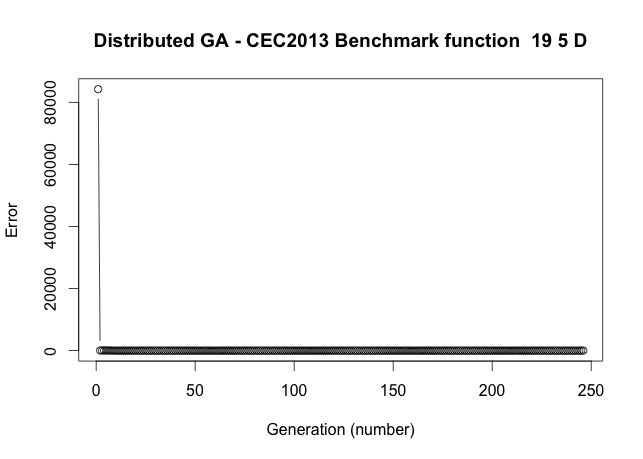 Distributed GA - CEC2013 Benchmark function  19 5 D
Error
80000
60000
40000
20000
0
0 50 100 150 200 250
Generation (number)